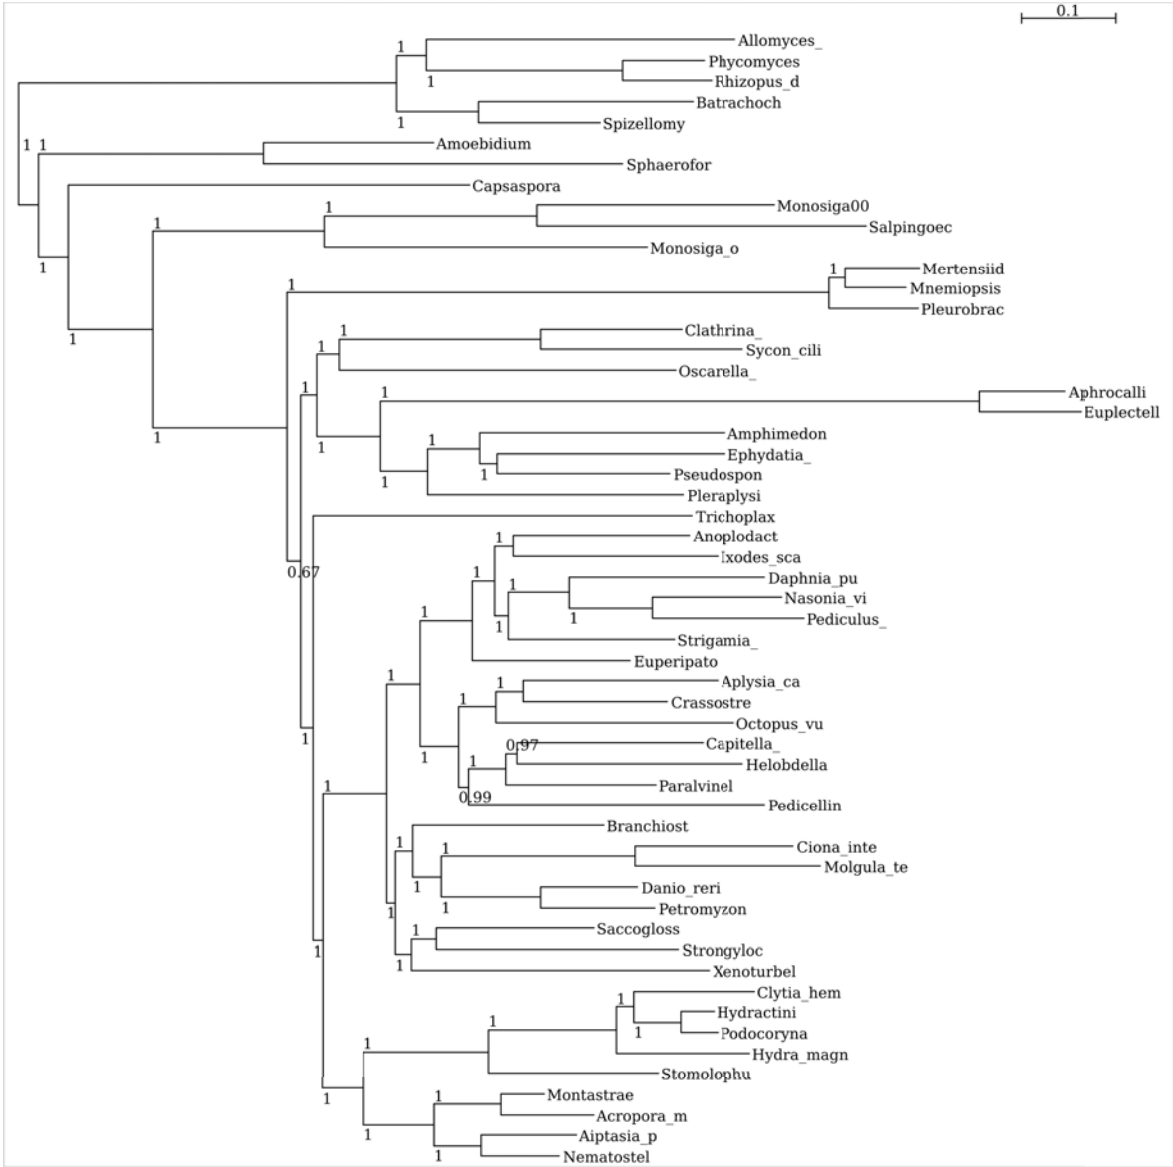 0.1
1 Allomyces_
Phycomyces
1 Rhizopus_d
Batrachoch
1 Spizellomy
1 1 Amoebidium
Sphaerofor
Capsaspora
1 Monosiga00
1 Salpingoec
Monosiga_o
1 1 Mertensiid
1 Mnemiopsis
Pleurobrac
1 1 Clathrina_
1 Sycon_cili
Oscarella_
1 1 Aphrocalli
Euplectell
1 1 1 Amphimedon
Ephydatia_
1 1 Pseudospon
Pleraplysi
Trichoplax
1 Anoplodact
Ixodes_sca
0.67 1 1 Daphnia_pu
Nasonia_vi
1 1 1 Pediculus_
Strigamia_
Euperipato
1 1 Aplysia_ca
1 Crassostre
Octopus_vu
1 0.97 Capitella_
1 1 Helobdella
1 0.99 Paralvinel
Pedicellin
Branchiost
1 1 Ciona_inte
Molgula_te
1 Danio_reri
1 1 Petromyzon
1 Saccogloss
1 Strongyloc
1 Xenoturbel
Clytia_hem
1 Hydractini
1 1 Podocoryna
1 Hydra_magn
Stomolophu
1 1 Montastrae
Acropora_m
1 Aiptasia_p
1 Nematostel